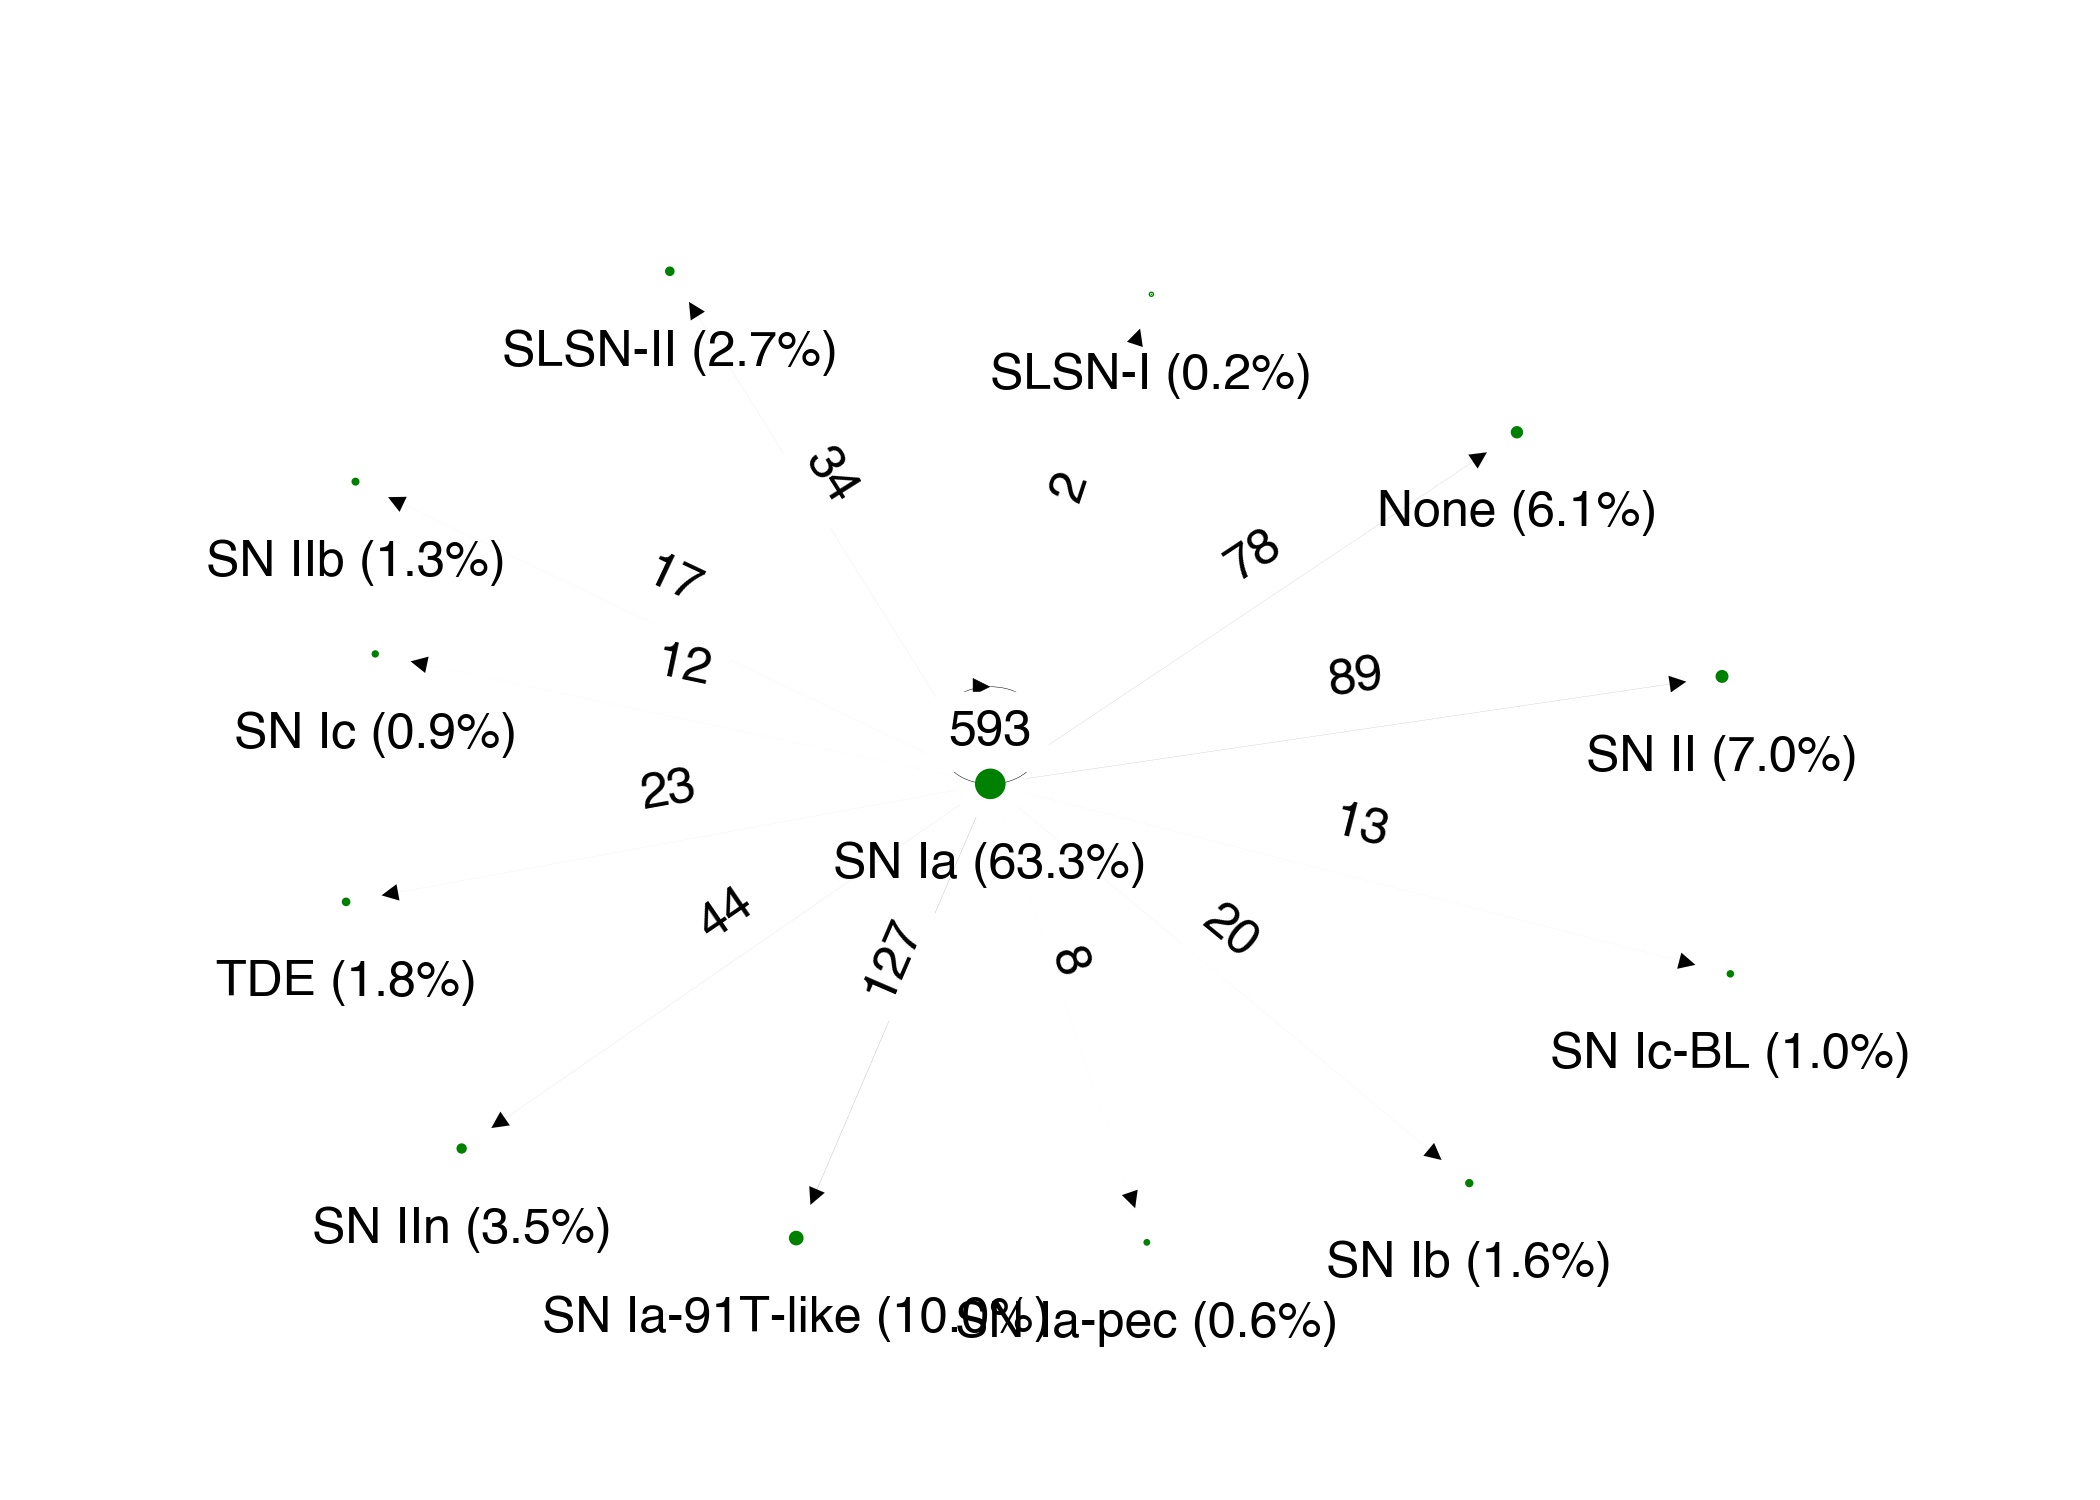 SLSN-II (2.7%)
SLSN-I (0.2%)
34
2
None (6.1%)
78
SN IIb (1.3%)
17
12
89
SN Ic (0.9%)
593
SN II (7.0%)
23
13
SN Ia (63.3%)
44
127
8
20
TDE (1.8%)
SN Ic-BL (1.0%)
SN IIn (3.5%)
SN Ib (1.6%)
SN Ia-91T-like (10.0%)
SN Ia-pec (0.6%)